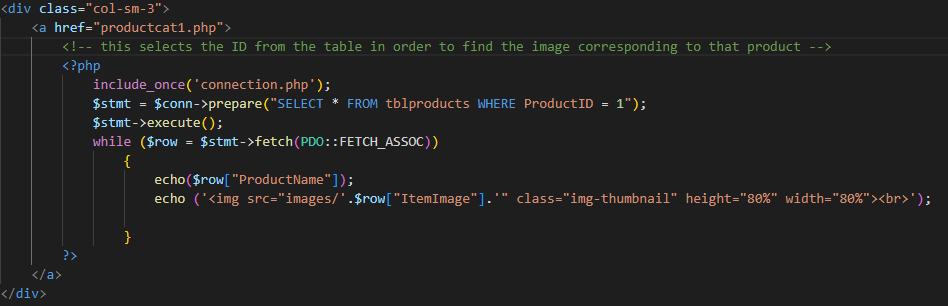 <div class="col-sm-3">
    <a href="productcat1.php">
        <!-- this selects the ID from the table in order to find the image corresponding to that product -->
        <?php
            include_once('connection.php');
            $stmt = $conn->prepare("SELECT * FROM tblproducts WHERE ProductID = 1");
            $stmt->execute();
            while ($row = $stmt->fetch(PDO::FETCH_ASSOC))
                {
                    echo($row["ProductName"]);
                    echo ('<img src="images/'.$row["ItemImage"].'" class="img-thumbnail" height="80%" width="80%"><br>');
                }
        ?>
    </a>
</div>